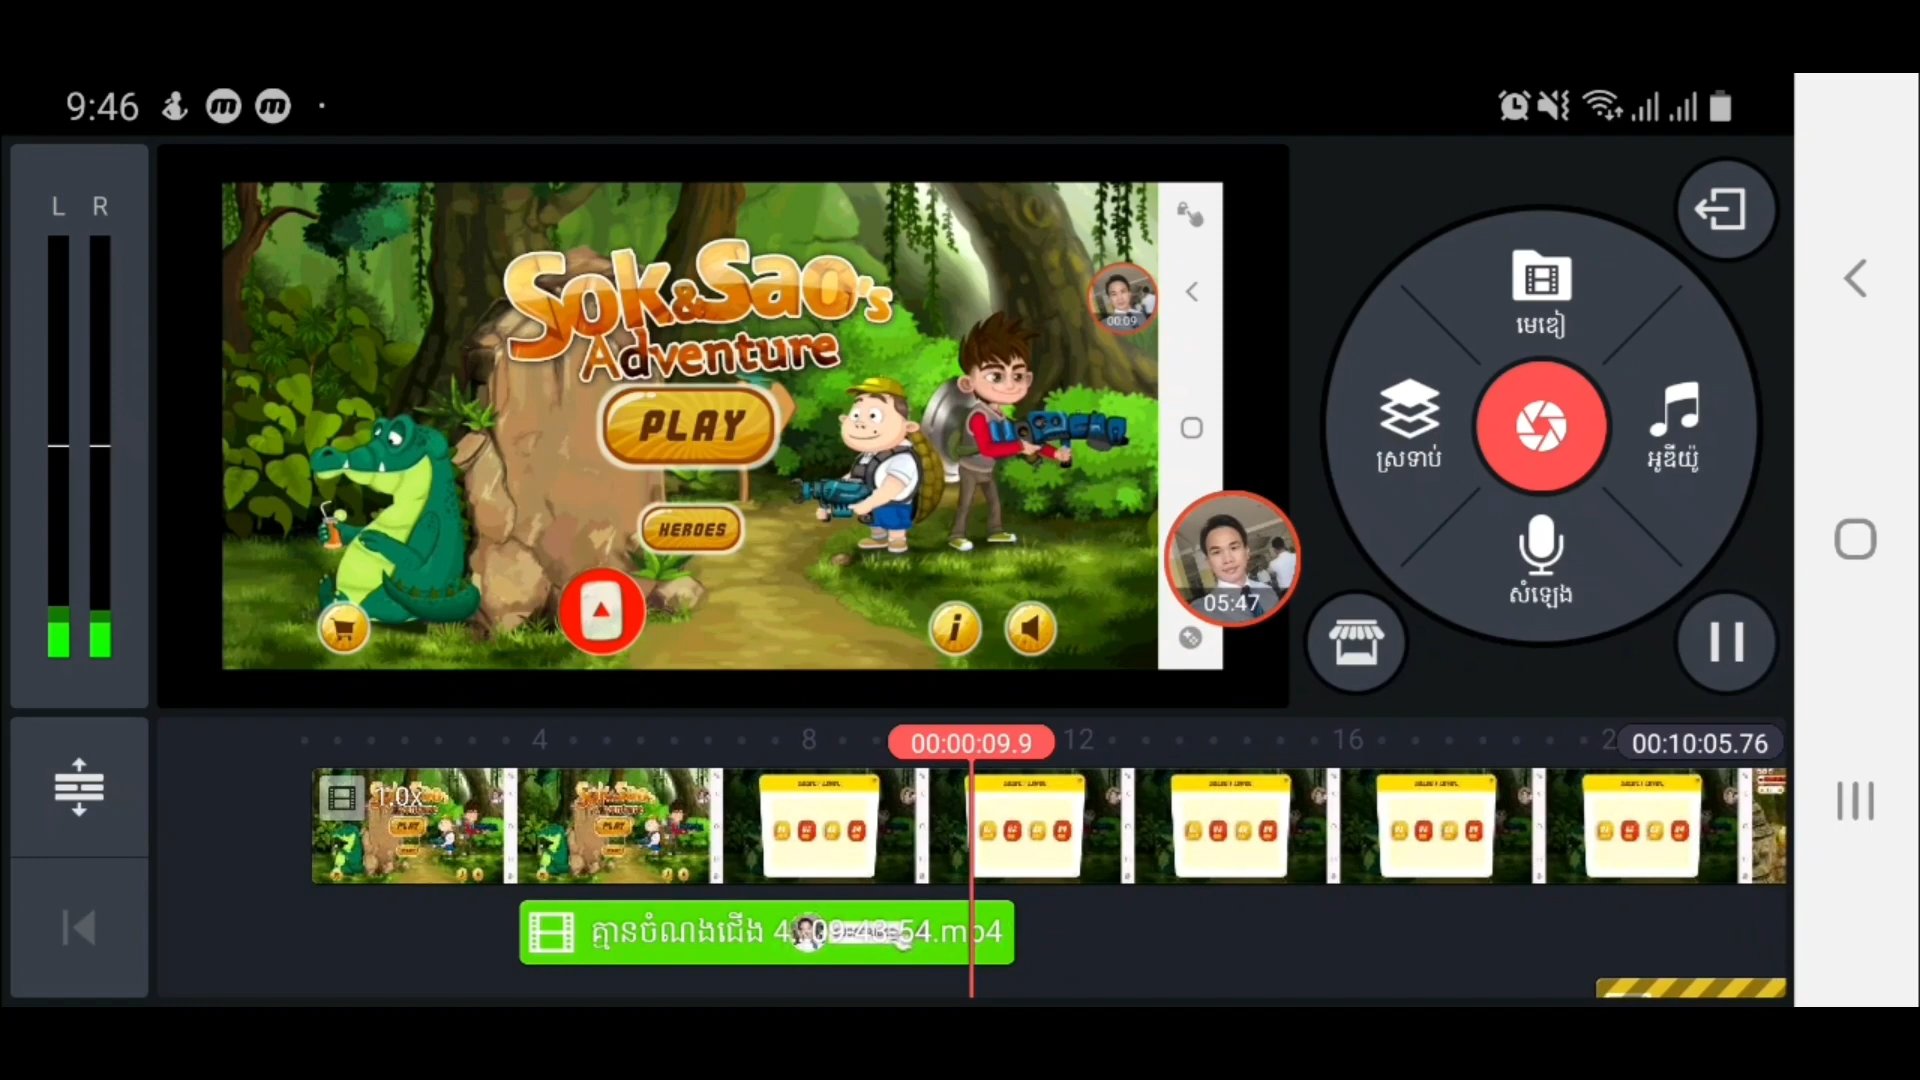 9:46
L R
Sok&Sao's
Adventure
PLAY
HEROES
00:09
05:47
មេឌៀ
ស្រទាប់
អូឌីយ៉ូ
សំឡេង
4
8
00:00:09.9
12
16
00:10:05.76
1.0x
គ្មានចំណងជើង 4
09:43:54.mp4